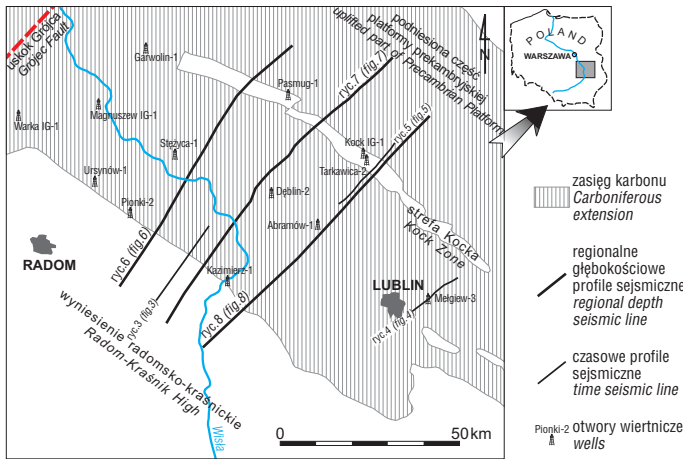 uskok Grójca
Grojec Fault
Garwolin-1
podniesiona część
platformy prekambryjskiej
uplifted part of Precambrian Platform
N
POLAND
WARSZAWA
Pasmug-1
ryc.7 (fig.7)
ryc.5 (fig.5)
Warka IG-1
Magnuszew IG-1
Stężyca-1
Kock IG-1
Tarkawica-2
Ursynów-1
Pionki-2
Dęblin-2
Abramów-1
strefa Kocka
Kock Zone
RADOM
ryc.6 (fig.6)
ryc.3 (fig.3)
Kazimierz-1
ryc.8 (fig.8)
LUBLIN
Mełgiew-3
ryc.4 (fig.4)
wyniesienie radomsko-kraśnickie
Radom-Kraśnik High
Wisła
0 50 km
zasięg karbonu
Carboniferous
extension
regionalne
głębokościowe
profile sejsmiczne
regional depth
seismic line
czasowe profile
sejsmiczne
time seismic line
Pionki-2 otwory wiertnicze
wells